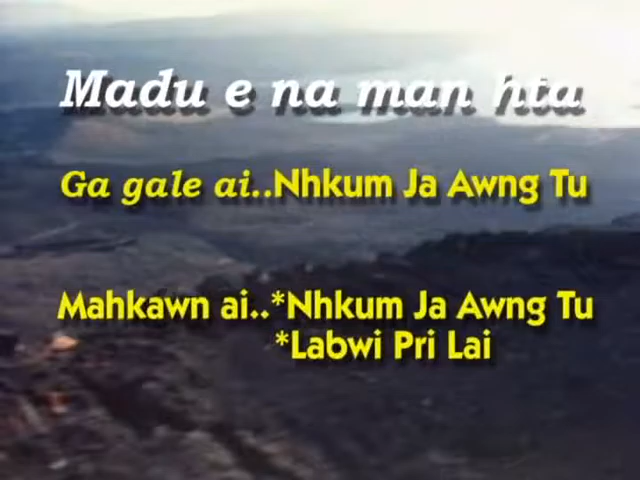 Madu e na man hta
Ga gale ai..Nhkum Ja Awng Tu
Mahkawn ai..*Nhkum Ja Awng Tu
*Labwi Pri Lai